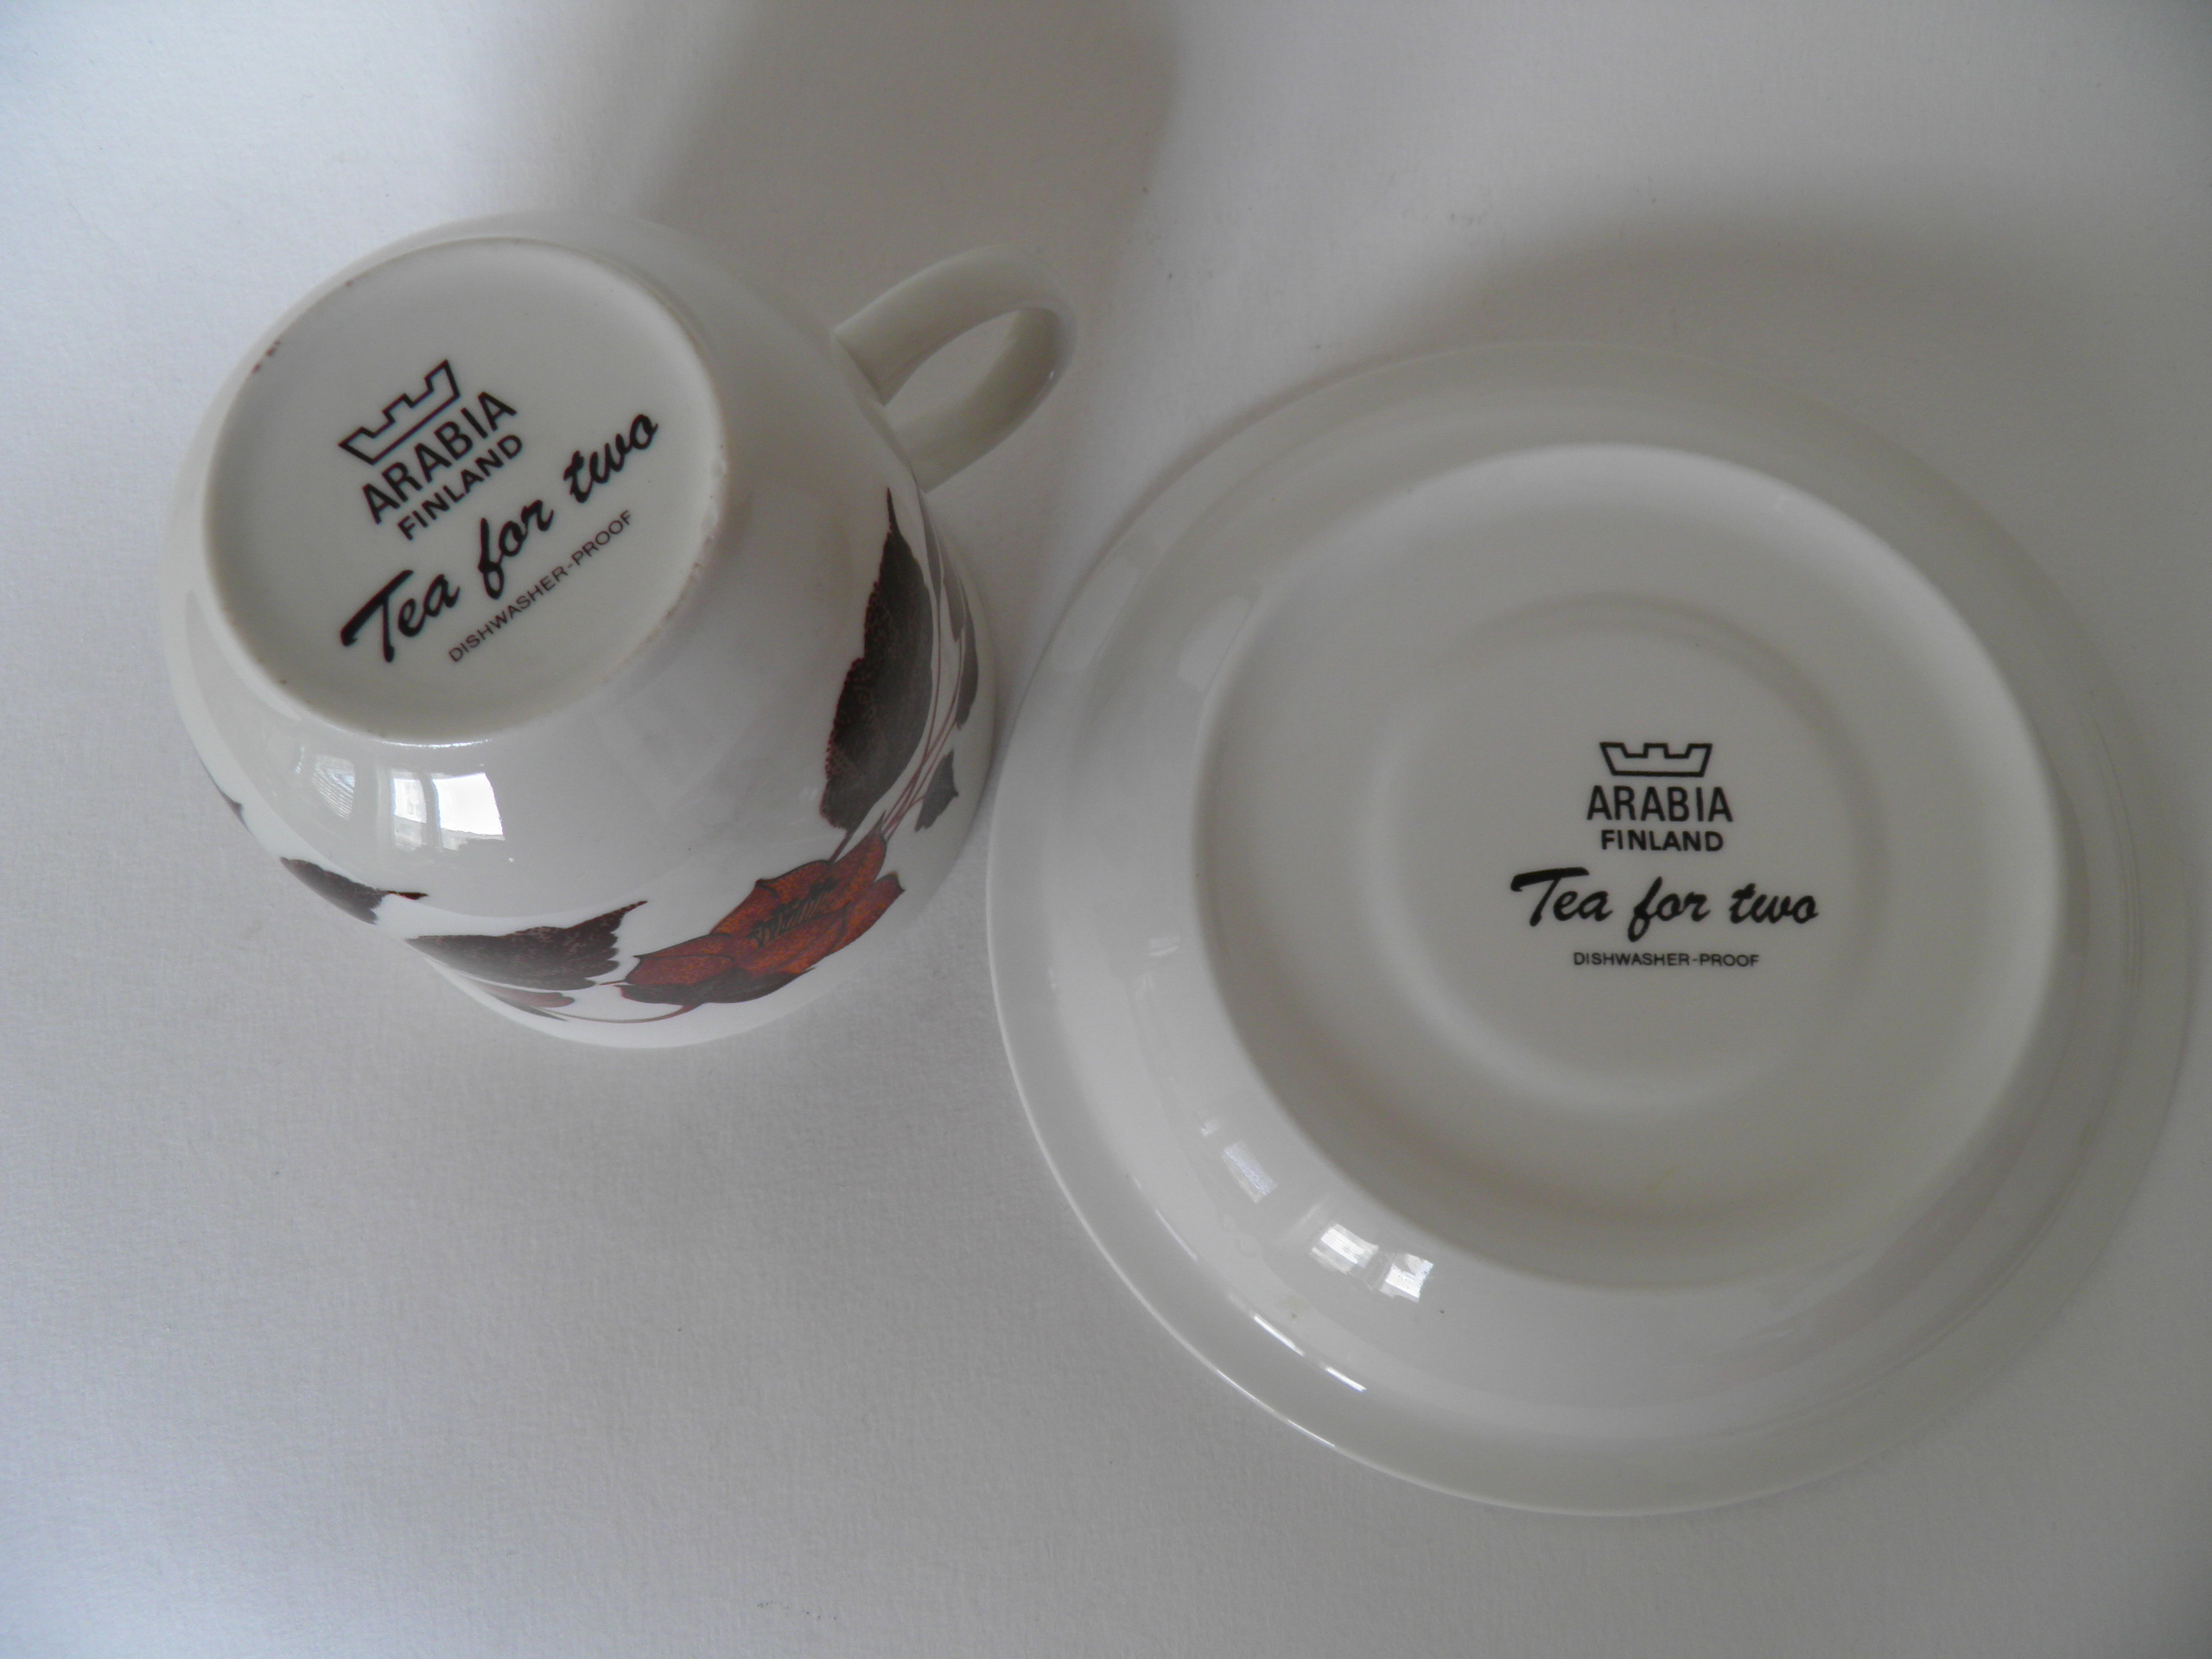 ARABIA
FINLAND
Tea for two
DISHWASHER-PROOF
ARABIA
FINLAND
Tea for two
DISHWASHER-PROOF